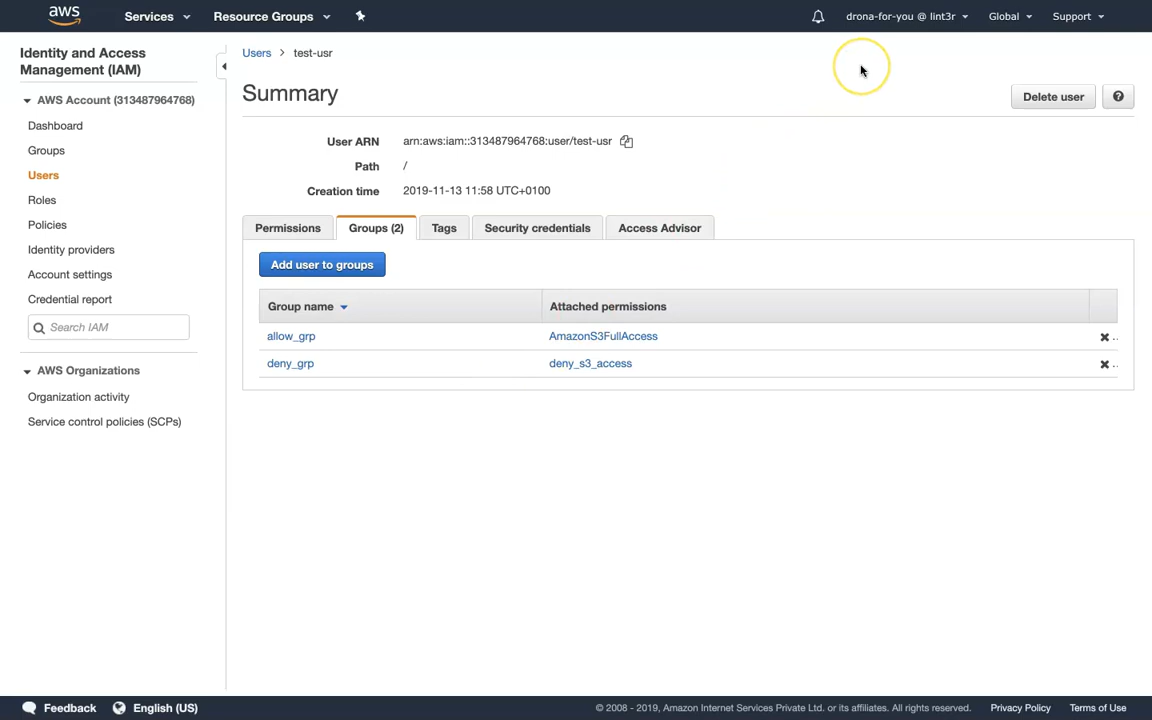 aws
Services
Resource Groups
drona-for-you @ lint3r
Global
Support
Identity and Access
Management (IAM)
AWS Account (313487964768)
Dashboard
Groups
Users
Roles
Policies
Identity providers
Account settings
Credential report
Search IAM
AWS Organizations
Organization activity
Service control policies (SCPs)
Users > test-usr
Summary
Delete user
?
User ARN arn:aws:iam::313487964768:user/test-usr
Path /
Creation time 2019-11-13 11:58 UTC+0100
Permissions Groups (2) Tags Security credentials Access Advisor
Add user to groups
Group name Attached permissions
allow_grp AmazonS3FullAccess
deny_grp deny_s3_access
Feedback English (US)
© 2008 - 2019, Amazon Internet Services Private Ltd. or its affiliates. All rights reserved. Privacy Policy Terms of Use